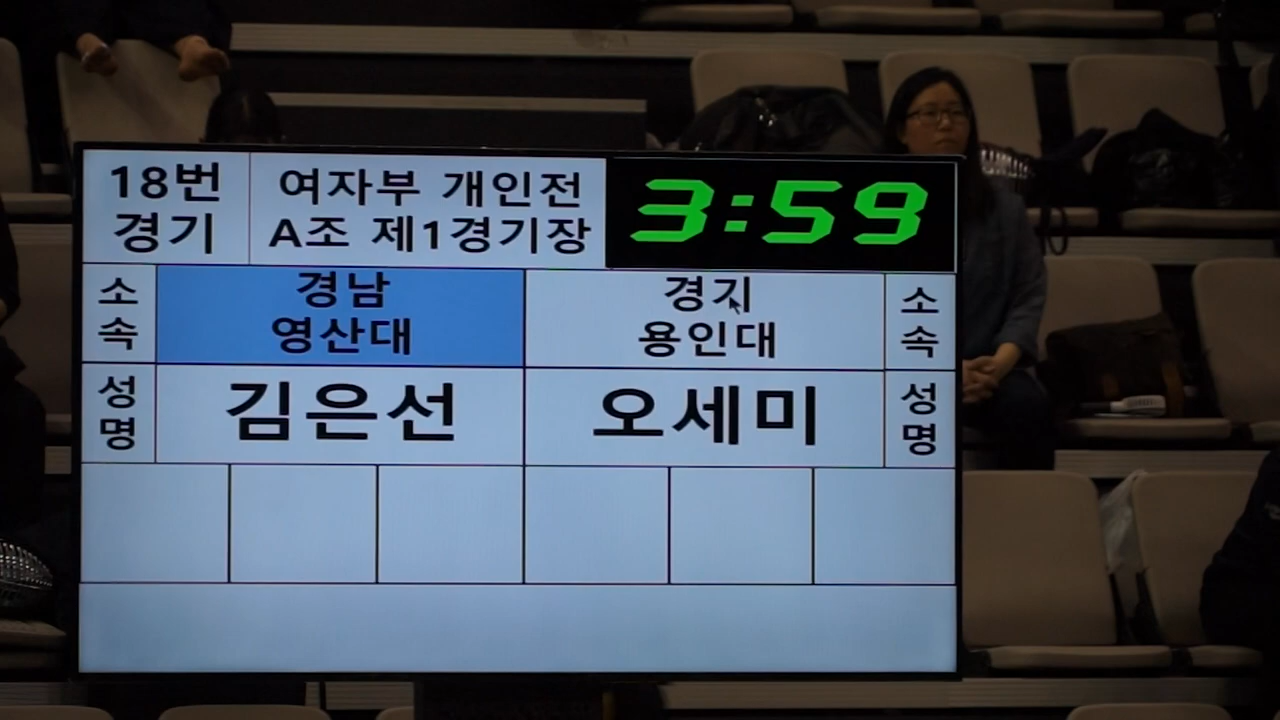 18번
경기
여자부 개인전
A조 제1경기장
3:59
소
속
경남
영산대
경기
용인대
소
속
성
명
김은선
오세미
성
명